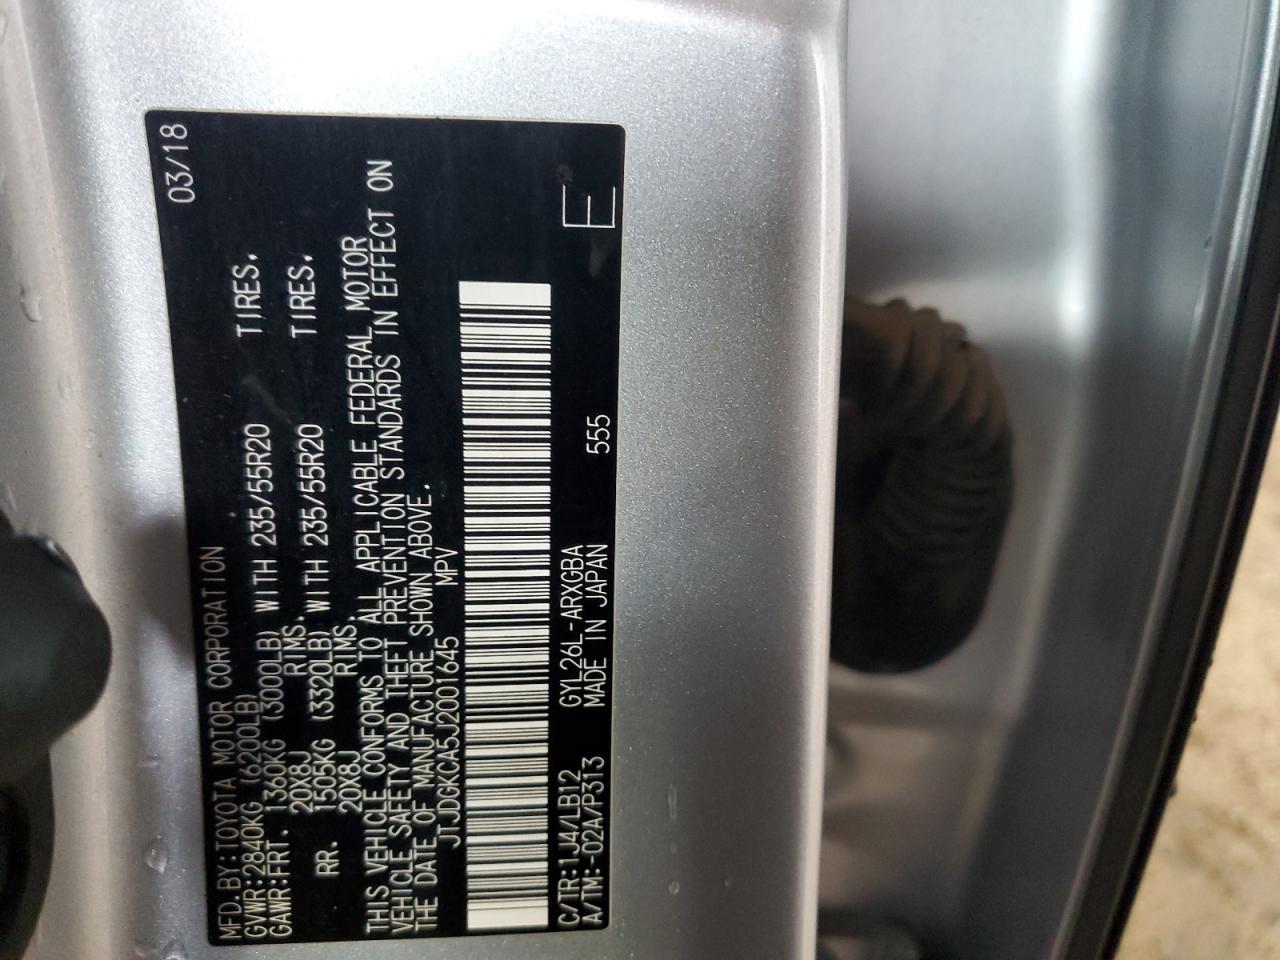 MFD.BY:TOYOTA MOTOR CORPORATION 03/18
GVWR:2840KG (6200LB)
GAWR:FRT. 1360KG (3000LB) WITH 235/55R20 TIRES.
20X8J RIMS.
RR. 1505KG (3320LB) WITH 235/55R20 TIRES.
20X8J RIMS.
THIS VEHICLE CONFORMS TO ALL APPLICABLE FEDERAL MOTOR
VEHICLE SAFETY AND THEFT PREVENTION STANDARDS IN EFFECT ON
THE DATE OF MANUFACTURE SHOWN ABOVE.
JTJDGKCA5J2001645 MPV
C/TR:1J4/LB12 GYL26L-ARXGBA
A/TM:-02A/P313 MADE IN JAPAN 555
E